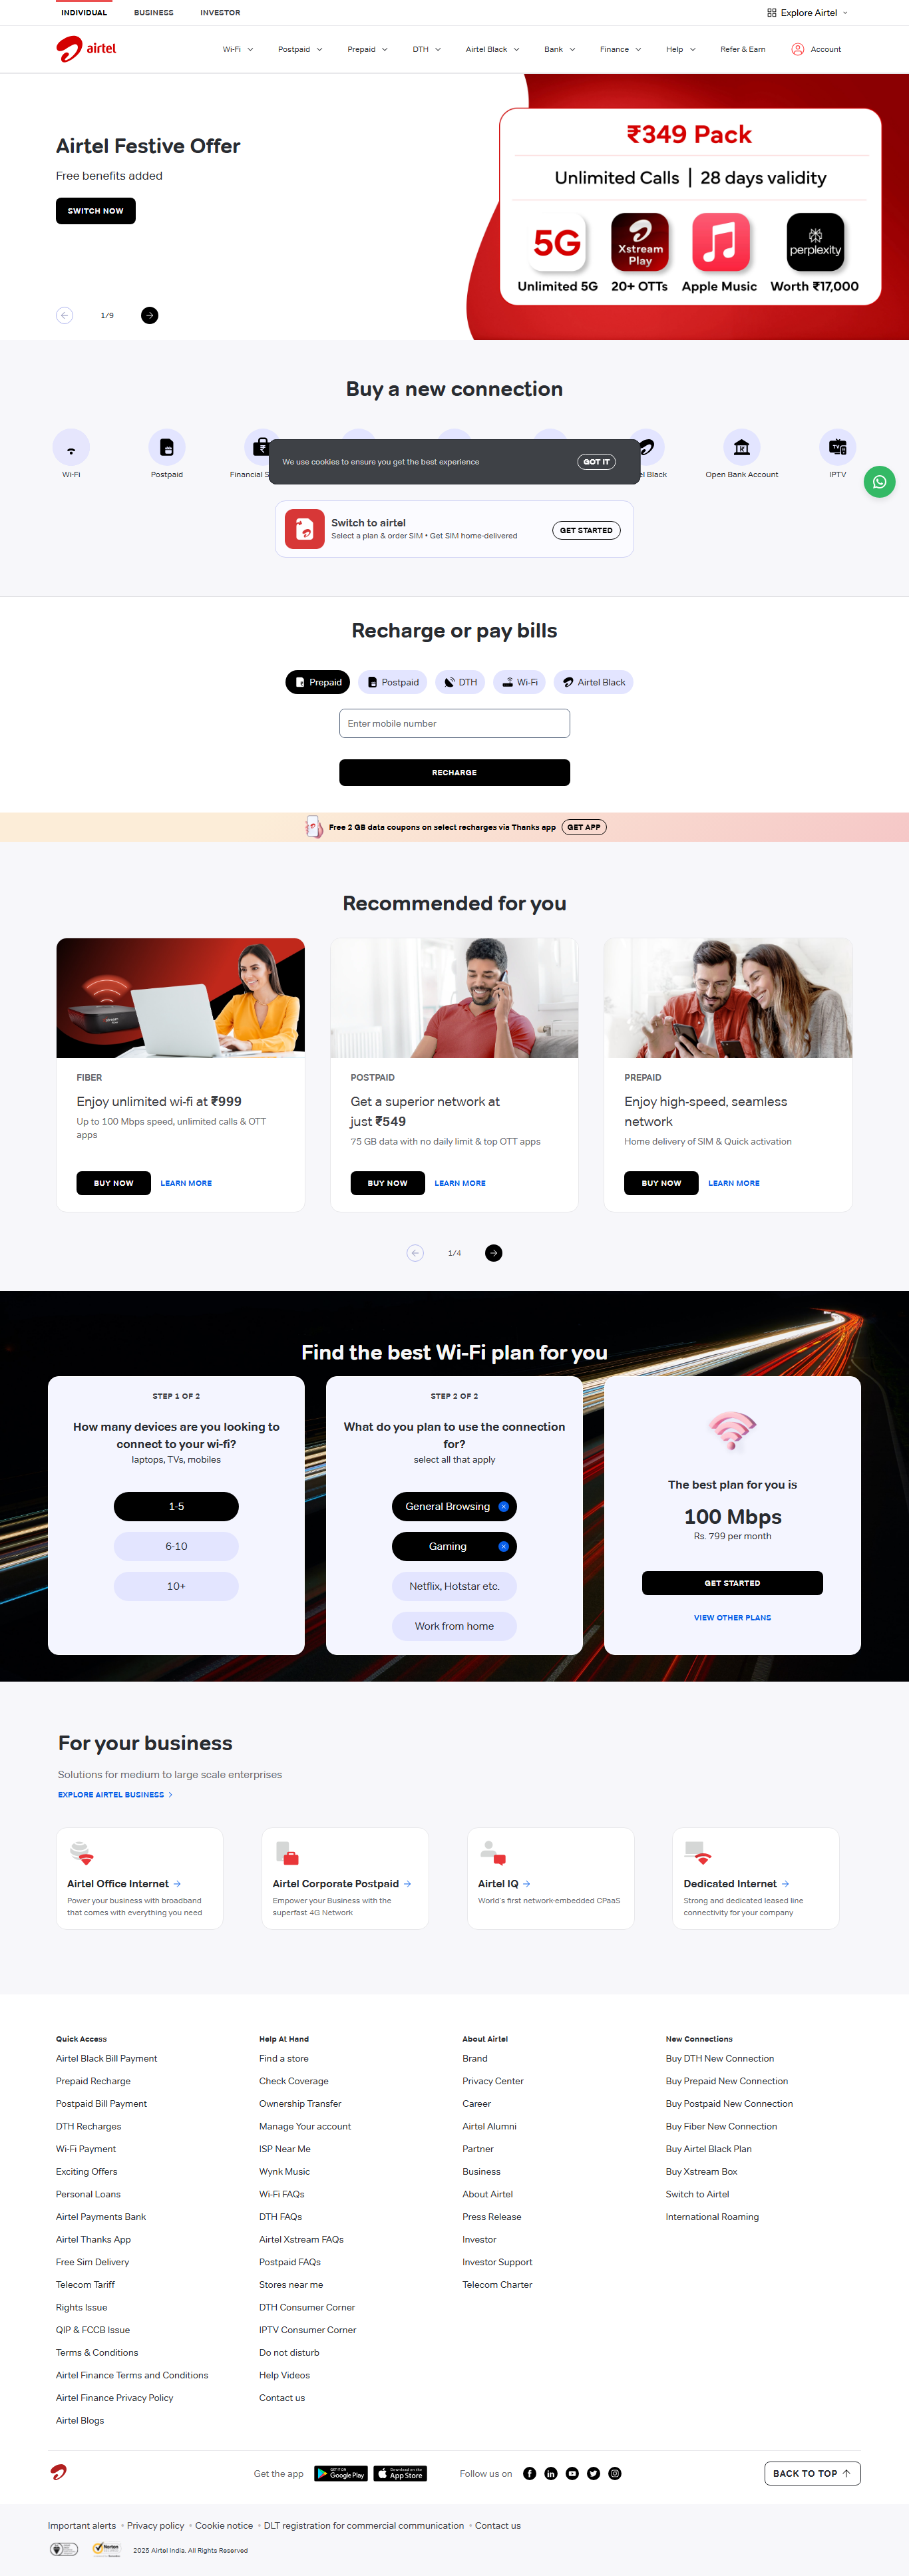 INDIVIDUAL
BUSINESS
INVESTOR
Explore Airtel
airtel
Wi-Fi
Postpaid
Prepaid
DTH
Airtel Black
Bank
Finance
Help
Refer & Earn
Account
Airtel Festive Offer
Free benefits added
SWITCH NOW
1/9
₹349 Pack
Unlimited Calls | 28 days validity
5G
Xstream
Play
perplexity
Unlimited 5G
20+ OTTs
Apple Music
Worth ₹17,000
Buy a new connection
Wi-Fi
Postpaid
Financial S
el Black
Open Bank Account
IPTV
We use cookies to ensure you get the best experience
GOT IT
Switch to airtel
Select a plan & order SIM • Get SIM home-delivered
GET STARTED
Recharge or pay bills
Prepaid
Postpaid
DTH
Wi-Fi
Airtel Black
Enter mobile number
RECHARGE
Free 2 GB data coupons on select recharges via Thanks app
GET APP
Recommended for you
FIBER
Enjoy unlimited wi-fi at ₹999
Up to 100 Mbps speed, unlimited calls & OTT
apps
BUY NOW
LEARN MORE
POSTPAID
Get a superior network at
just ₹549
75 GB data with no daily limit & top OTT apps
BUY NOW
LEARN MORE
PREPAID
Enjoy high-speed, seamless
network
Home delivery of SIM & Quick activation
BUY NOW
LEARN MORE
1/4
Find the best Wi-Fi plan for you
STEP 1 OF 2
How many devices are you looking to
connect to your wi-fi?
laptops, TVs, mobiles
1-5
6-10
10+
STEP 2 OF 2
What do you plan to use the connection
for?
select all that apply
General Browsing
Gaming
Netflix, Hotstar etc.
Work from home
The best plan for you is
100 Mbps
Rs. 799 per month
GET STARTED
VIEW OTHER PLANS
For your business
Solutions for medium to large scale enterprises
EXPLORE AIRTEL BUSINESS
Airtel Office Internet
Power your business with broadband
that comes with everything you need
Airtel Corporate Postpaid
Empower your Business with the
superfast 4G Network
Airtel IQ
World's first network-embedded CPaaS
Dedicated Internet
Strong and dedicated leased line
connectivity for your company
Quick Access
Airtel Black Bill Payment
Prepaid Recharge
Postpaid Bill Payment
DTH Recharges
Wi-Fi Payment
Exciting Offers
Personal Loans
Airtel Payments Bank
Airtel Thanks App
Free Sim Delivery
Telecom Tariff
Rights Issue
QIP & FCCB Issue
Terms & Conditions
Airtel Finance Terms and Conditions
Airtel Finance Privacy Policy
Airtel Blogs
Help At Hand
Find a store
Check Coverage
Ownership Transfer
Manage Your account
ISP Near Me
Wynk Music
Wi-Fi FAQs
DTH FAQs
Airtel Xstream FAQs
Postpaid FAQs
Stores near me
DTH Consumer Corner
IPTV Consumer Corner
Do not disturb
Help Videos
Contact us
About Airtel
Brand
Privacy Center
Career
Airtel Alumni
Partner
Business
About Airtel
Press Release
Investor
Investor Support
Telecom Charter
New Connections
Buy DTH New Connection
Buy Prepaid New Connection
Buy Postpaid New Connection
Buy Fiber New Connection
Buy Airtel Black Plan
Buy Xstream Box
Switch to Airtel
International Roaming
Get the app
GET IT ON
Google Play
Download on the
App Store
Follow us on
BACK TO TOP
Important alerts • Privacy policy • Cookie notice • DLT registration for commercial communication • Contact us
Norton
2025 Airtel India. All Rights Reserved